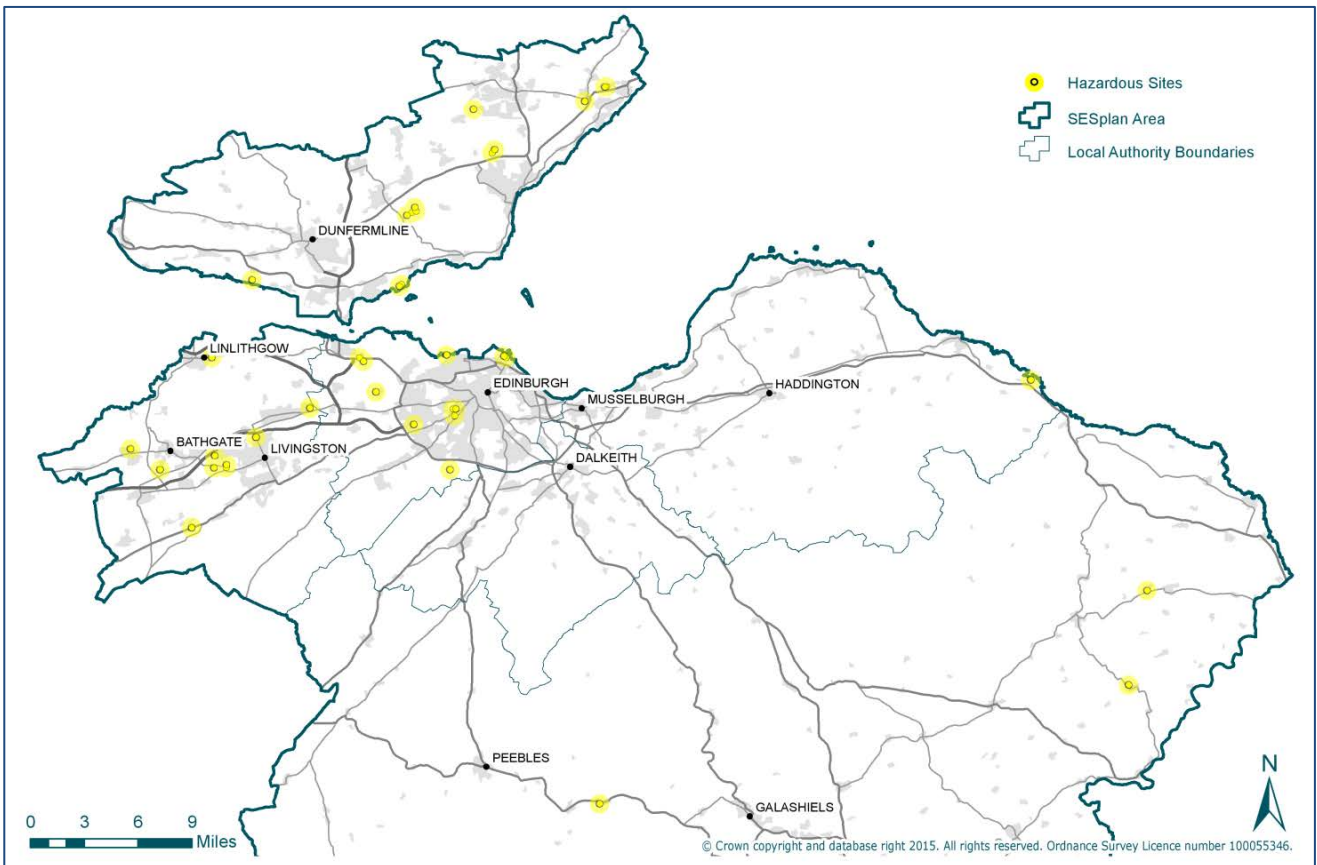 Hazardous Sites
SESplan Area
Local Authority Boundaries
DUNFERMLINE
LINLITHGOW
EDINBURGH
HADDINGTON
MUSSELBURGH
BATHGATE
LIVINGSTON
DALKEITH
PEEBLES
GALASHIELS
N
0 3 6 9
Miles
© Crown copyright and database right 2015. All rights reserved. Ordnance Survey Licence number 100055346.